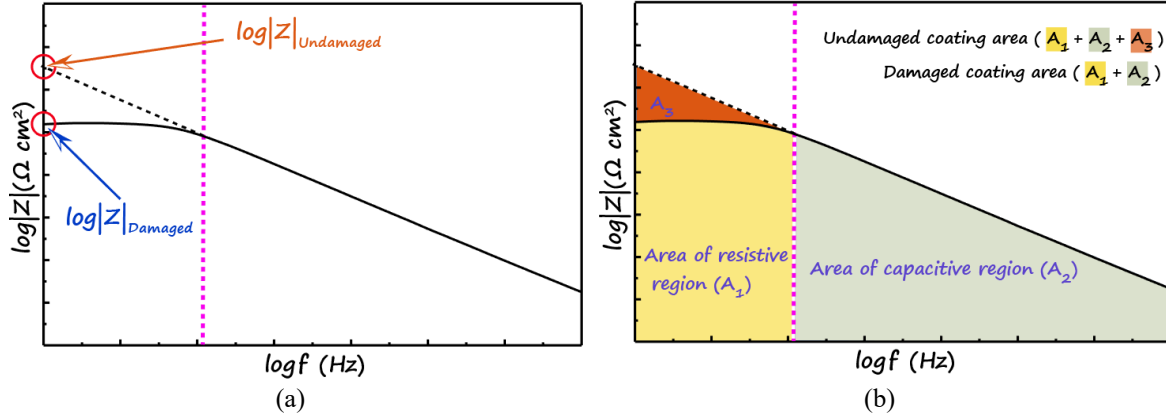 log|Z|Undamaged
log|Z|Damaged
log|Z|(Ω cm²)
logf (Hz)
(a)
Undamaged coating area ( A₁ + A₂ + A₃ )
Damaged coating area ( A₁ + A₂ )
A₃
log|Z|(Ω cm²)
Area of resistive
region (A₁)
Area of capacitive region (A₂)
logf (Hz)
(b)